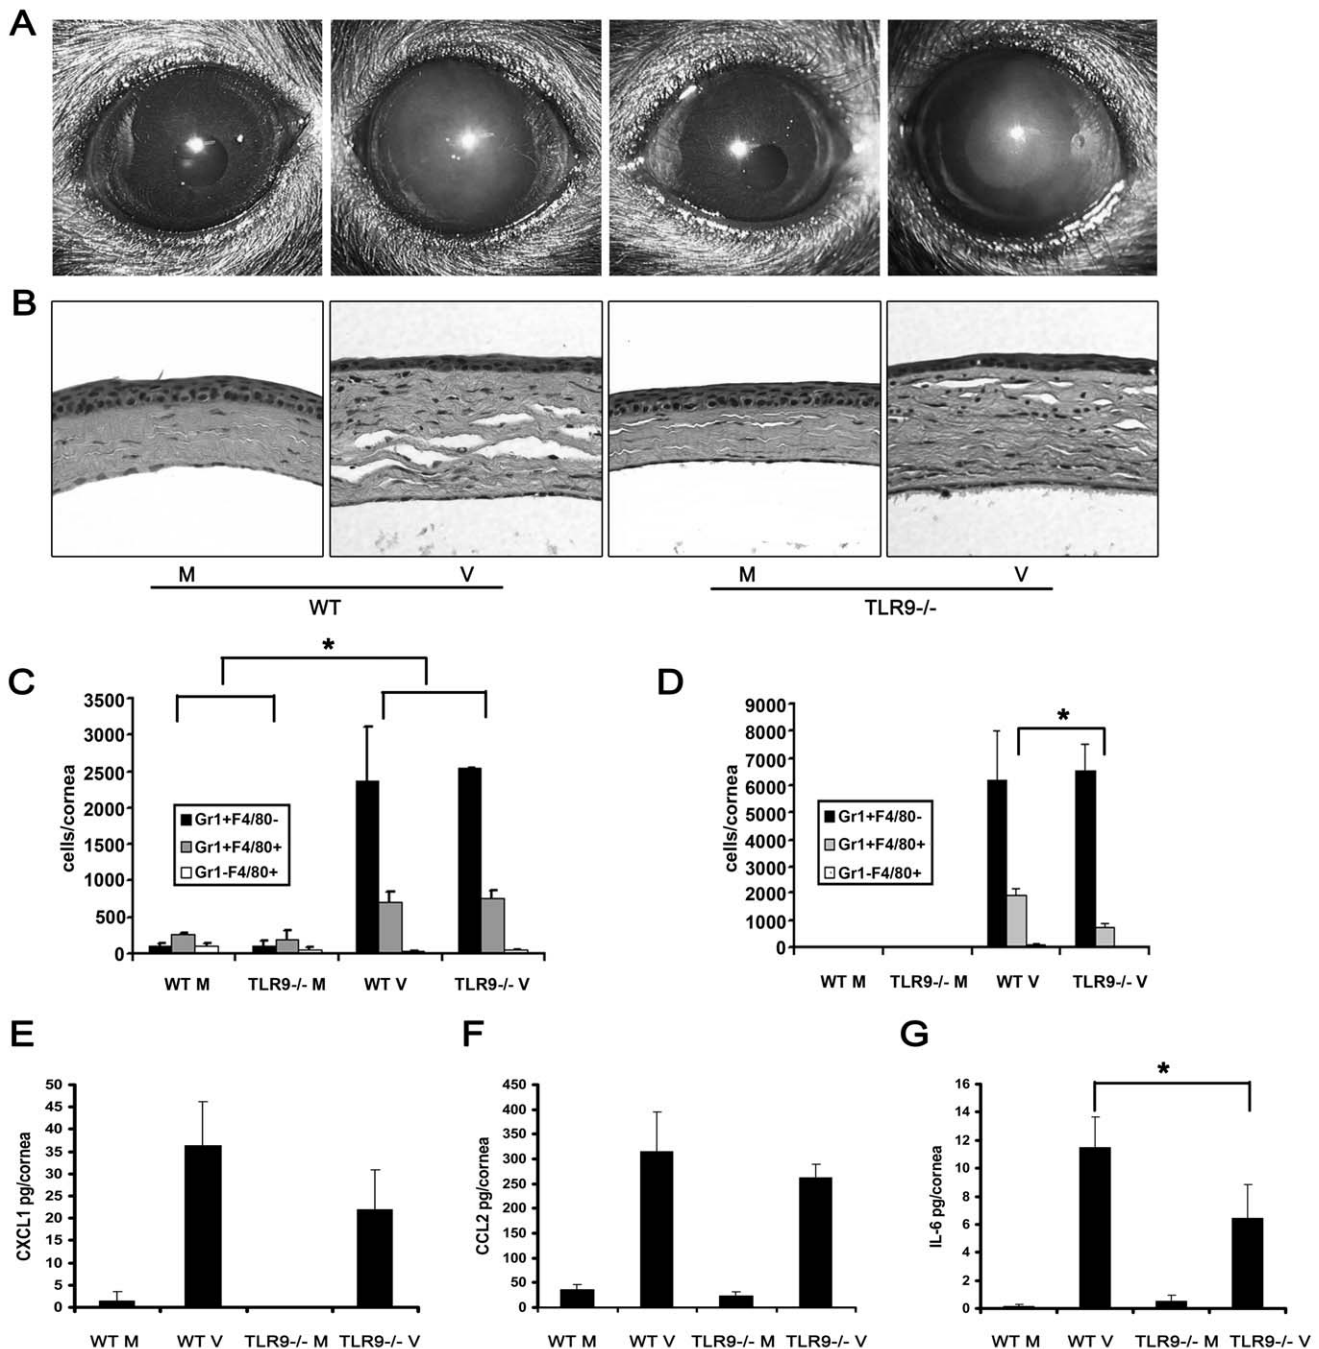 A
B
M V M V
WT TLR9-/-
C
*
cells/cornea
3500
3000
2500
2000
1500
1000
500
0
Gr1+F4/80-
Gr1+F4/80+
Gr1-F4/80+
WT M TLR9-/- M WT V TLR9-/- V
D
*
cells/cornea
9000
8000
7000
6000
5000
4000
3000
2000
1000
0
Gr1+F4/80-
Gr1+F4/80+
Gr1-F4/80+
WT M TLR9-/- M WT V TLR9-/- V
E
CXCL1 pg/cornea
50
45
40
35
30
25
20
15
10
5
0
WT M WT V TLR9-/- M TLR9-/- V
F
CCL2 pg/cornea
450
400
350
300
250
200
150
100
50
0
WT M WT V TLR9-/- M TLR9-/- V
G
*
IL-6 pg/cornea
16
14
12
10
8
6
4
2
0
WT M WT V TLR9-/- M TLR9-/- V